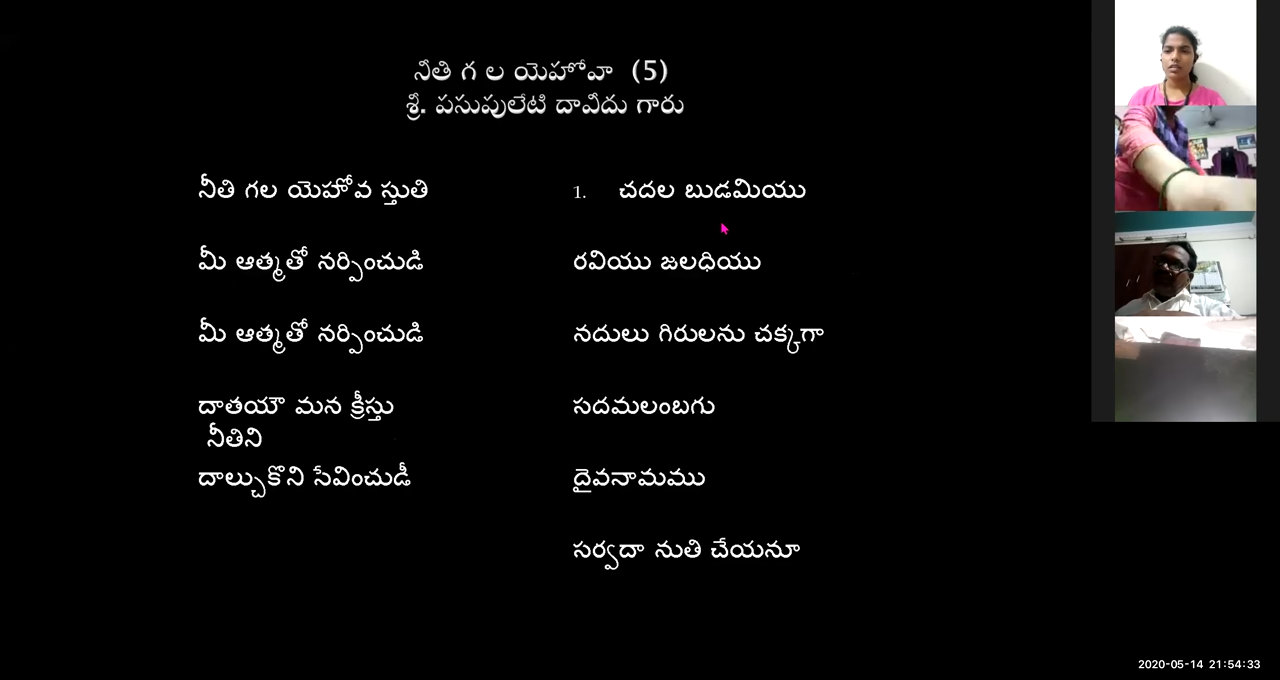 నీతి గ ల యెహోవా (5)
శ్రీ. పసుపులేటి దావీదు గారు
నీతి గల యెహోవ స్తుతి
మీ ఆత్మతో నర్పించుడి
మీ ఆత్మతో నర్పించుడి
దాతయౌ మన క్రీస్తు
నీతిని
దాల్చుకొని సేవించుడీ
1. చదల బుడమియు
రవియు జలధియు
నదులు గిరులను చక్కగా
సదమలంబగు
దైవనామము
సర్వదా నుతి చేయనూ
2020-05-14 21:54:33